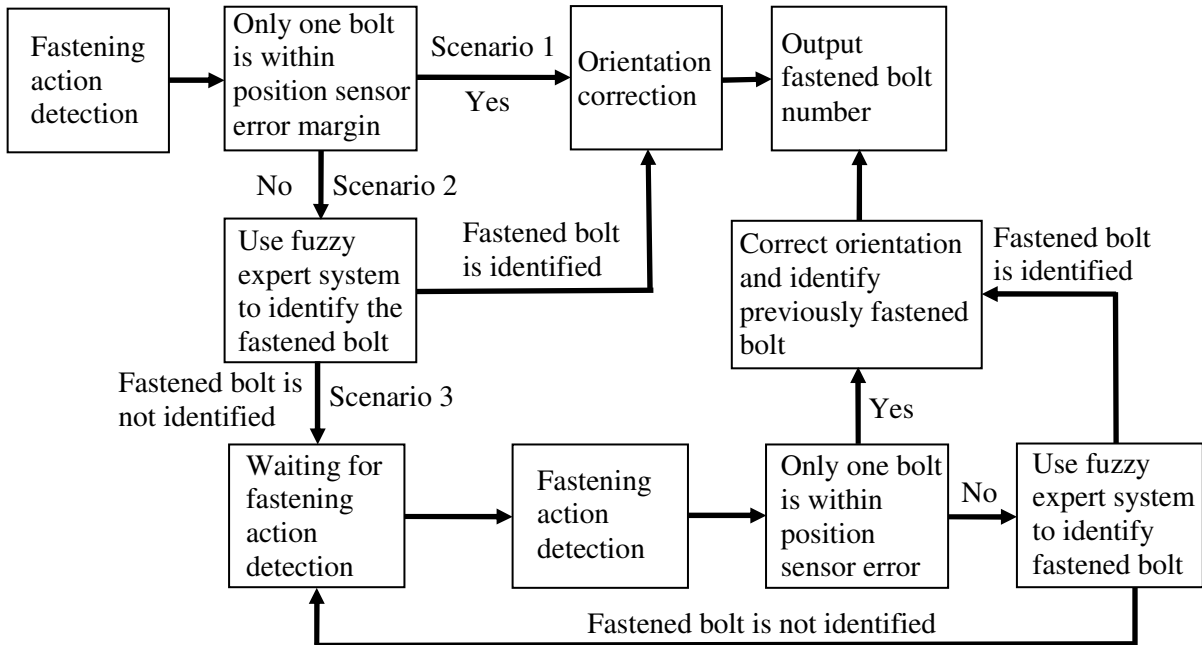 Fastening
action
detection
Only one bolt
is within
position sensor
error margin
Scenario 1
Yes
Orientation
correction
Output
fastened bolt
number
No
Scenario 2
Use fuzzy
expert system
to identify the
fastened bolt
Fastened bolt
is identified
Correct orientation
and identify
previously fastened
bolt
Fastened bolt
is identified
Fastened bolt is
not identified
Scenario 3
Yes
Waiting for
fastening
action
detection
Fastening
action
detection
Only one bolt
is within
position
sensor error
No
Use fuzzy
expert system
to identify
fastened bolt
Fastened bolt is not identified